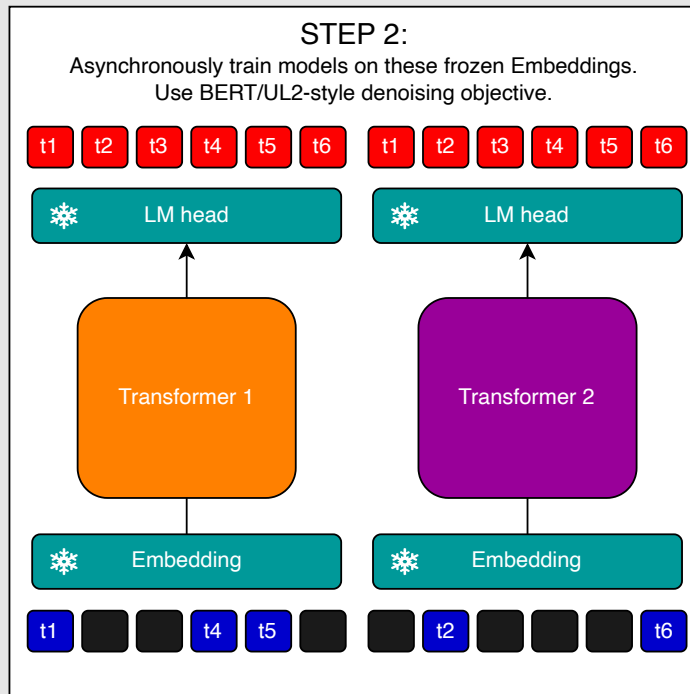 STEP 2:
Asynchronously train models on these frozen Embeddings.
Use BERT/UL2-style denoising objective.
t1 t2 t3 t4 t5 t6 t1 t2 t3 t4 t5 t6
LM head LM head
Transformer 1 Transformer 2
Embedding Embedding
t1 t4 t5 t2 t6